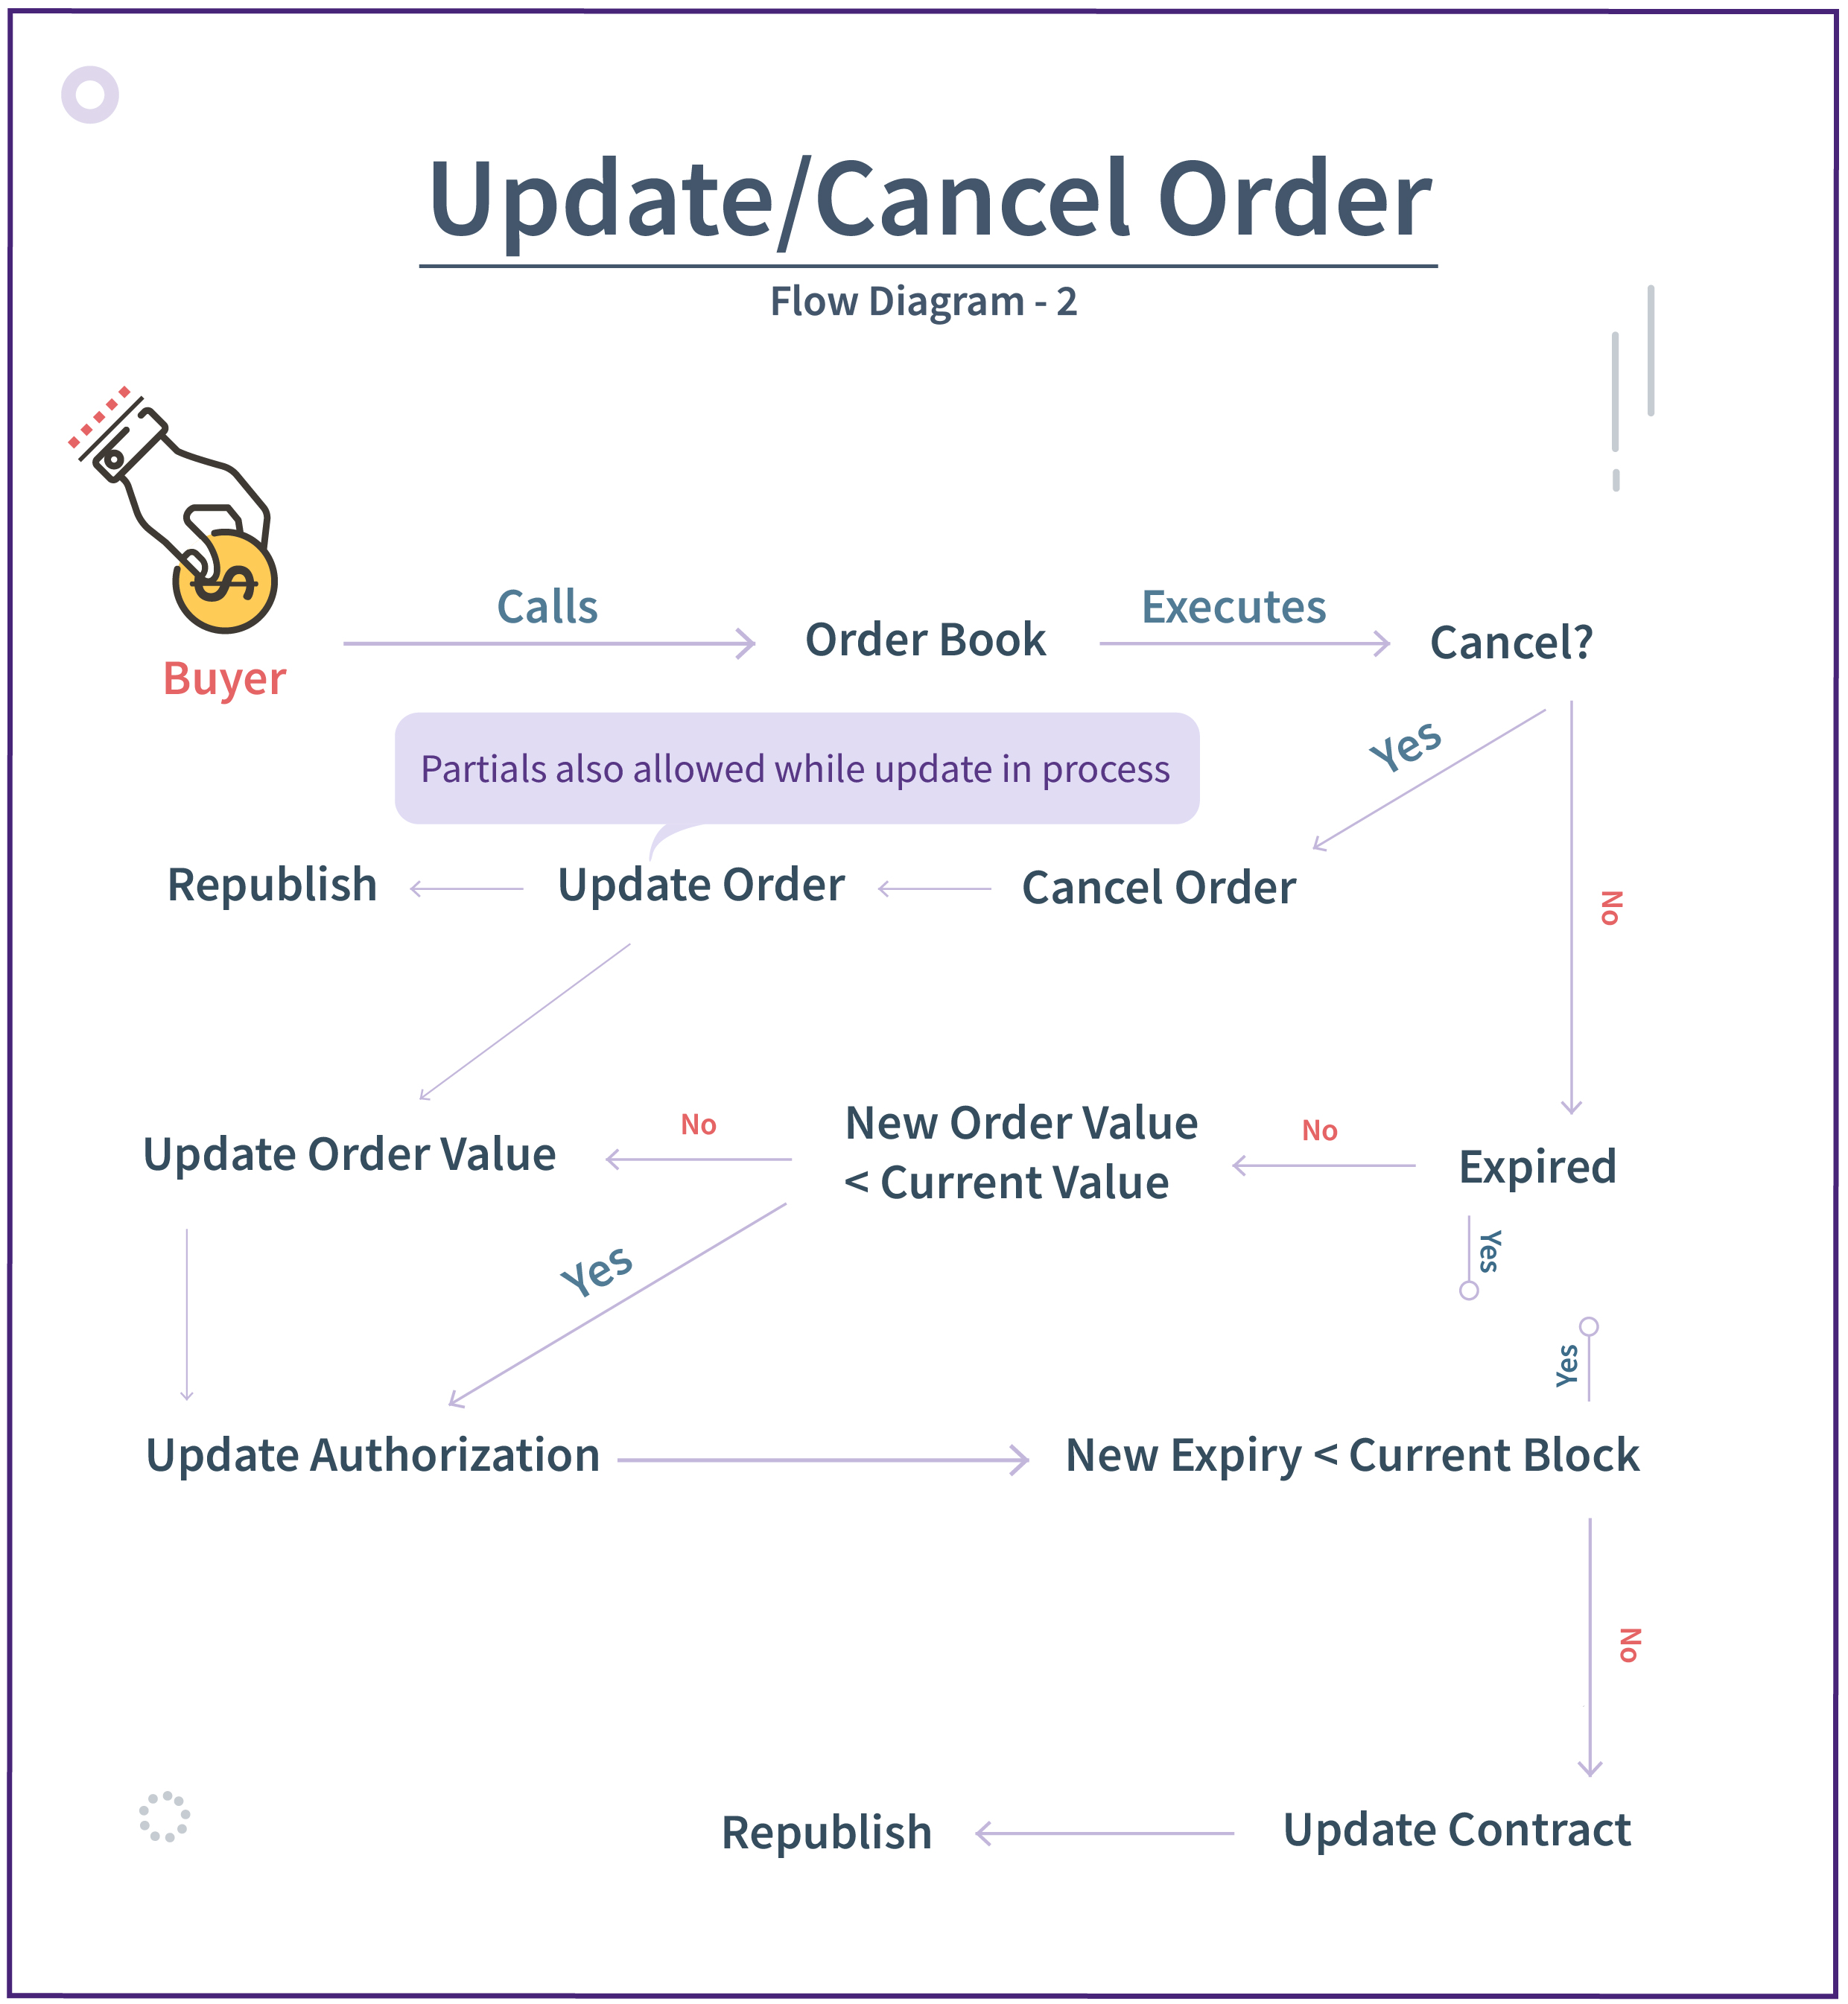 Update/Cancel Order
Flow Diagram - 2
Calls
Executes
Order Book
Cancel?
Buyer
Yes
Partials also allowed while update in process
Republish
Update Order
Cancel Order
No
New Order Value
< Current Value
No
No
Update Order Value
Expired
Yes
Yes
Yes
Update Authorization
New Expiry < Current Block
No
Republish
Update Contract